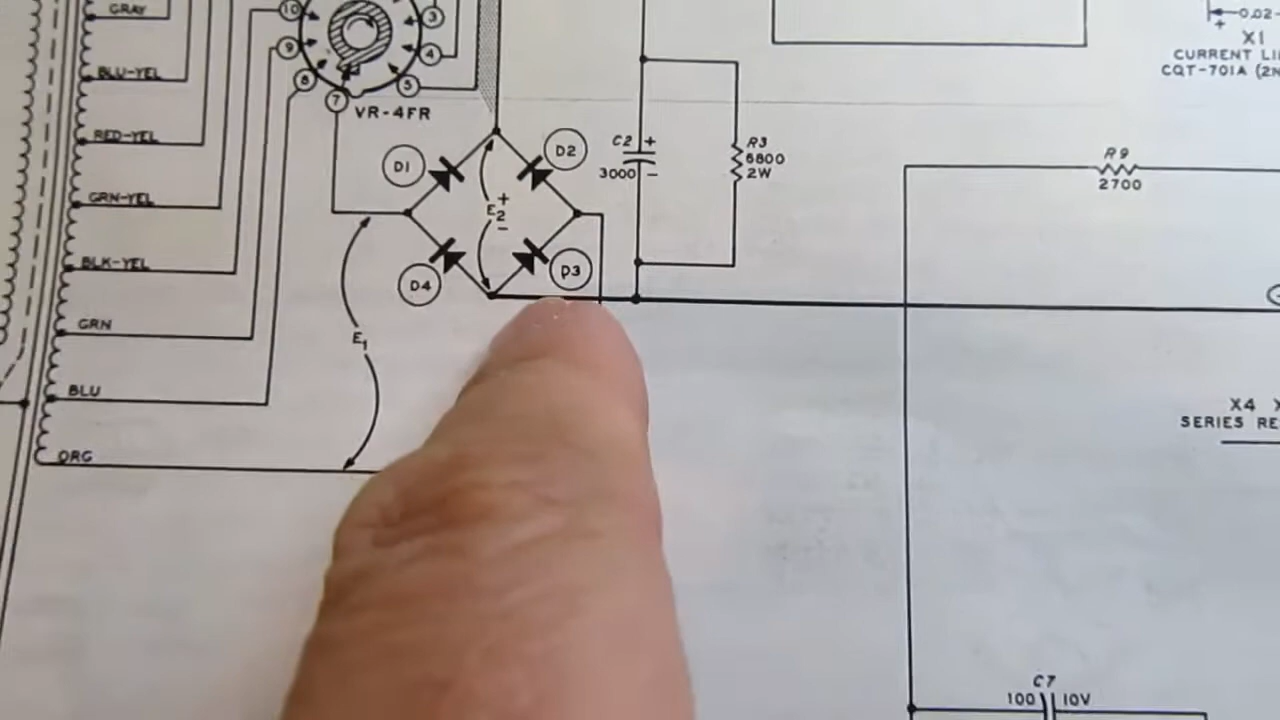 GRAY
10
3
9
4
BLU-YEL
8
5
7
VR-4FR
RED-YEL
D1
D2
C2
+
3000
−
R3
6800
2W
GRN-YEL
E2
+
−
BLK-YEL
D4
D3
GRN
E1
BLU
ORG
R9
2700
0.02-
+
X1
CURRENT LI
CQT-701A (2N
X4 X
SERIES RE
C7
100
10V